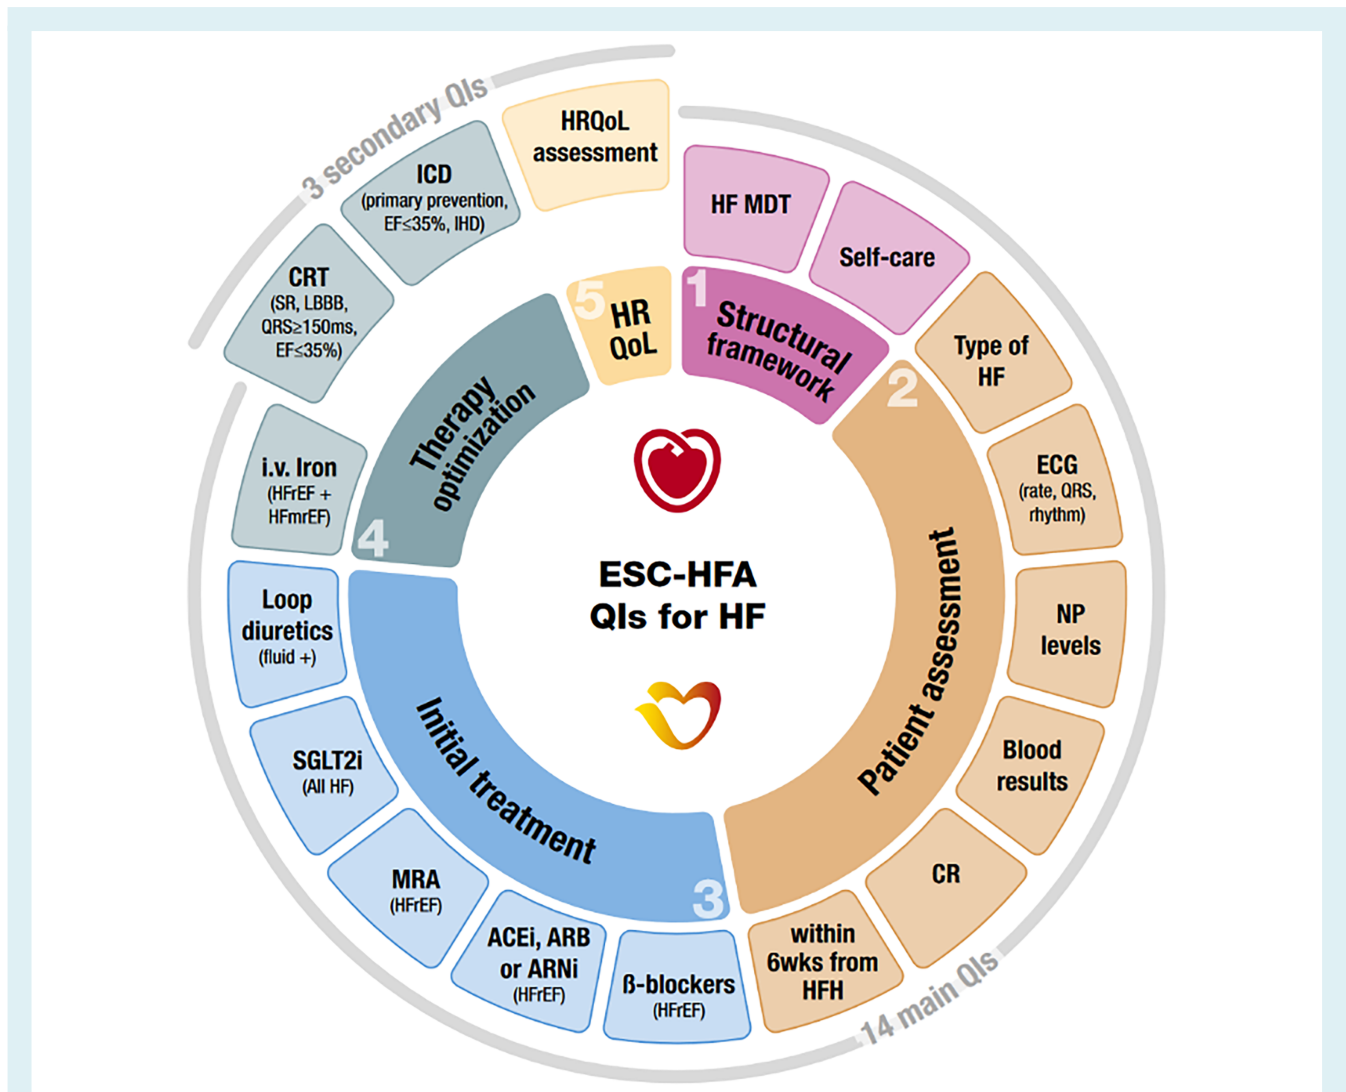 3 secondary QIs
HRQoL
assessment
ICD
(primary prevention,
EF≤35%, IHD)
CRT
(SR, LBBB,
QRS≥150ms,
EF≤35%)
HF MDT
Self-care
1
Structural
framework
5
HR
QoL
Therapy
optimization
4
2
Patient assessment
Type of
HF
ECG
(rate, QRS,
rhythm)
NP
levels
Blood
results
CR
within
6wks from
HFH
i.v. Iron
(HFrEF +
HFmrEF)
ESC-HFA
QIs for HF
Loop
diuretics
(fluid +)
SGLT2i
(All HF)
MRA
(HFrEF)
ACEi, ARB
or ARNi
(HFrEF)
ß-blockers
(HFrEF)
Initial treatment
3
14 main QIs